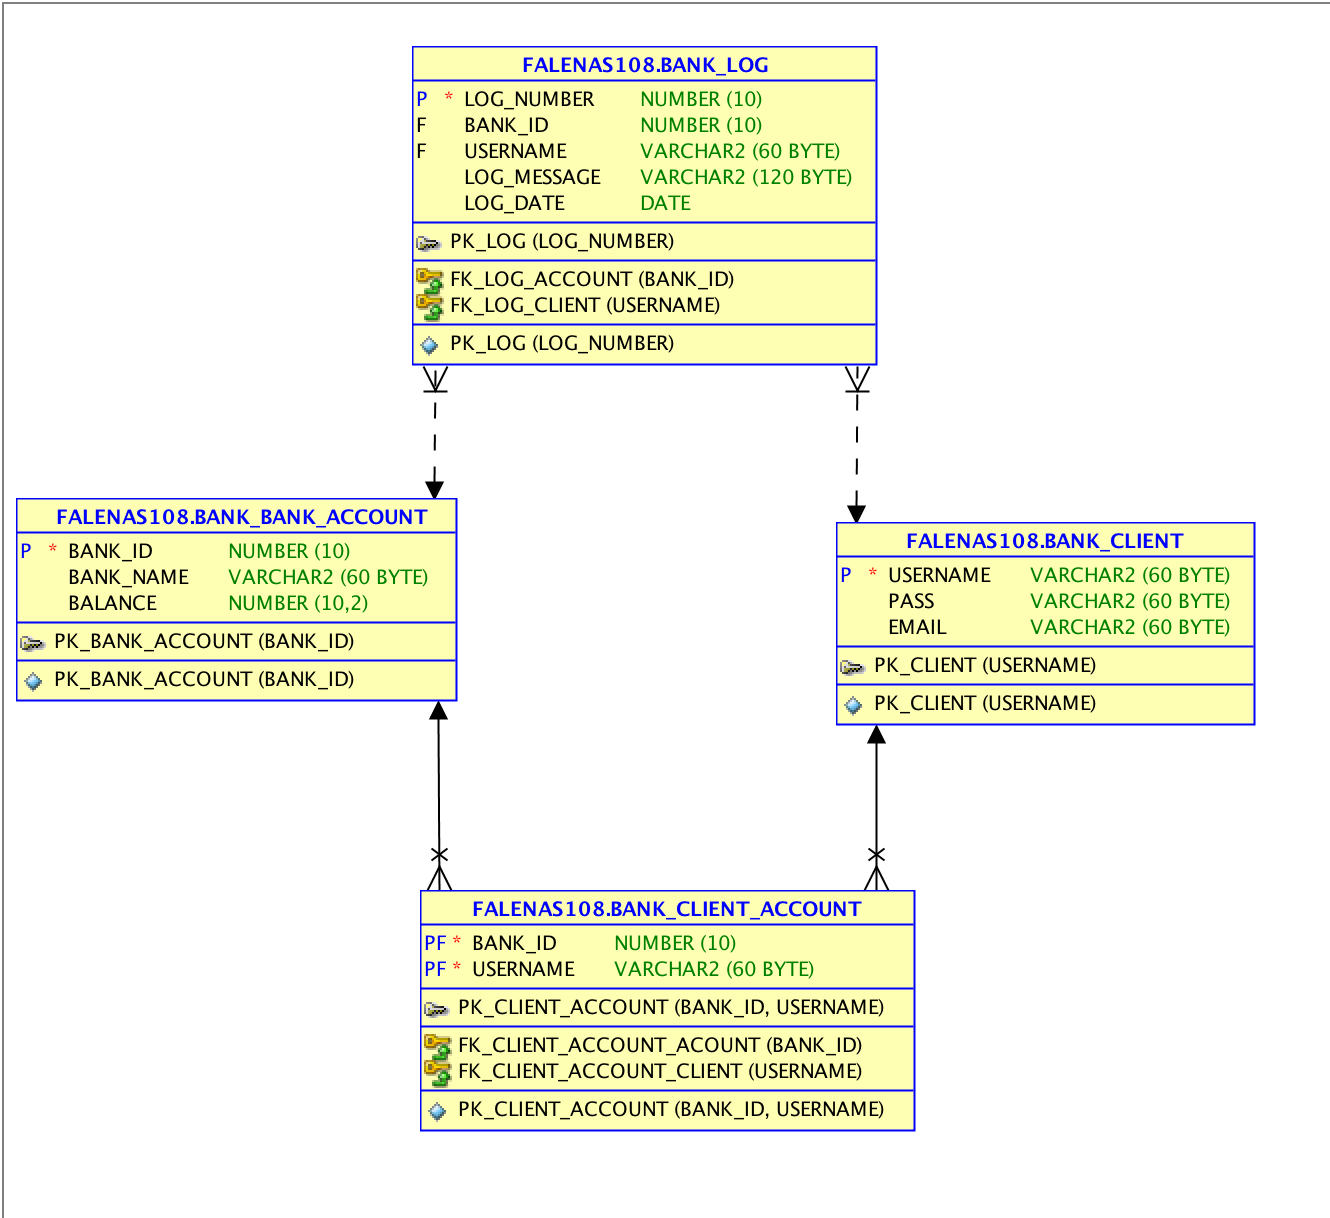 FALENAS108.BANK_LOG
P * LOG_NUMBER NUMBER (10)
F BANK_ID NUMBER (10)
F USERNAME VARCHAR2 (60 BYTE)
LOG_MESSAGE VARCHAR2 (120 BYTE)
LOG_DATE DATE
PK_LOG (LOG_NUMBER)
FK_LOG_ACCOUNT (BANK_ID)
FK_LOG_CLIENT (USERNAME)
PK_LOG (LOG_NUMBER)
FALENAS108.BANK_BANK_ACCOUNT
P * BANK_ID NUMBER (10)
BANK_NAME VARCHAR2 (60 BYTE)
BALANCE NUMBER (10,2)
PK_BANK_ACCOUNT (BANK_ID)
PK_BANK_ACCOUNT (BANK_ID)
FALENAS108.BANK_CLIENT
P * USERNAME VARCHAR2 (60 BYTE)
PASS VARCHAR2 (60 BYTE)
EMAIL VARCHAR2 (60 BYTE)
PK_CLIENT (USERNAME)
PK_CLIENT (USERNAME)
FALENAS108.BANK_CLIENT_ACCOUNT
PF * BANK_ID NUMBER (10)
PF * USERNAME VARCHAR2 (60 BYTE)
PK_CLIENT_ACCOUNT (BANK_ID, USERNAME)
FK_CLIENT_ACCOUNT_ACOUNT (BANK_ID)
FK_CLIENT_ACCOUNT_CLIENT (USERNAME)
PK_CLIENT_ACCOUNT (BANK_ID, USERNAME)